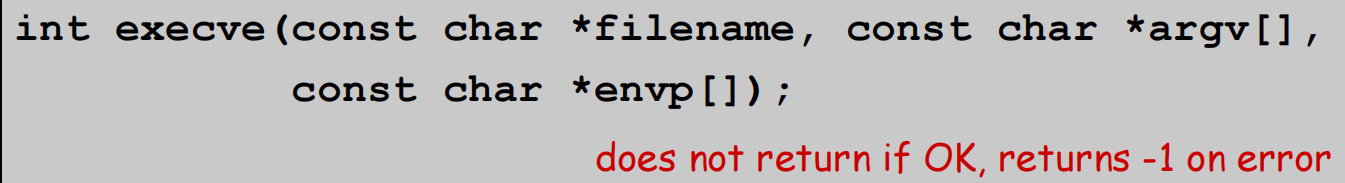 int execve(const char *filename, const char *argv[],
const char *envp[]);
does not return if OK, returns -1 on error